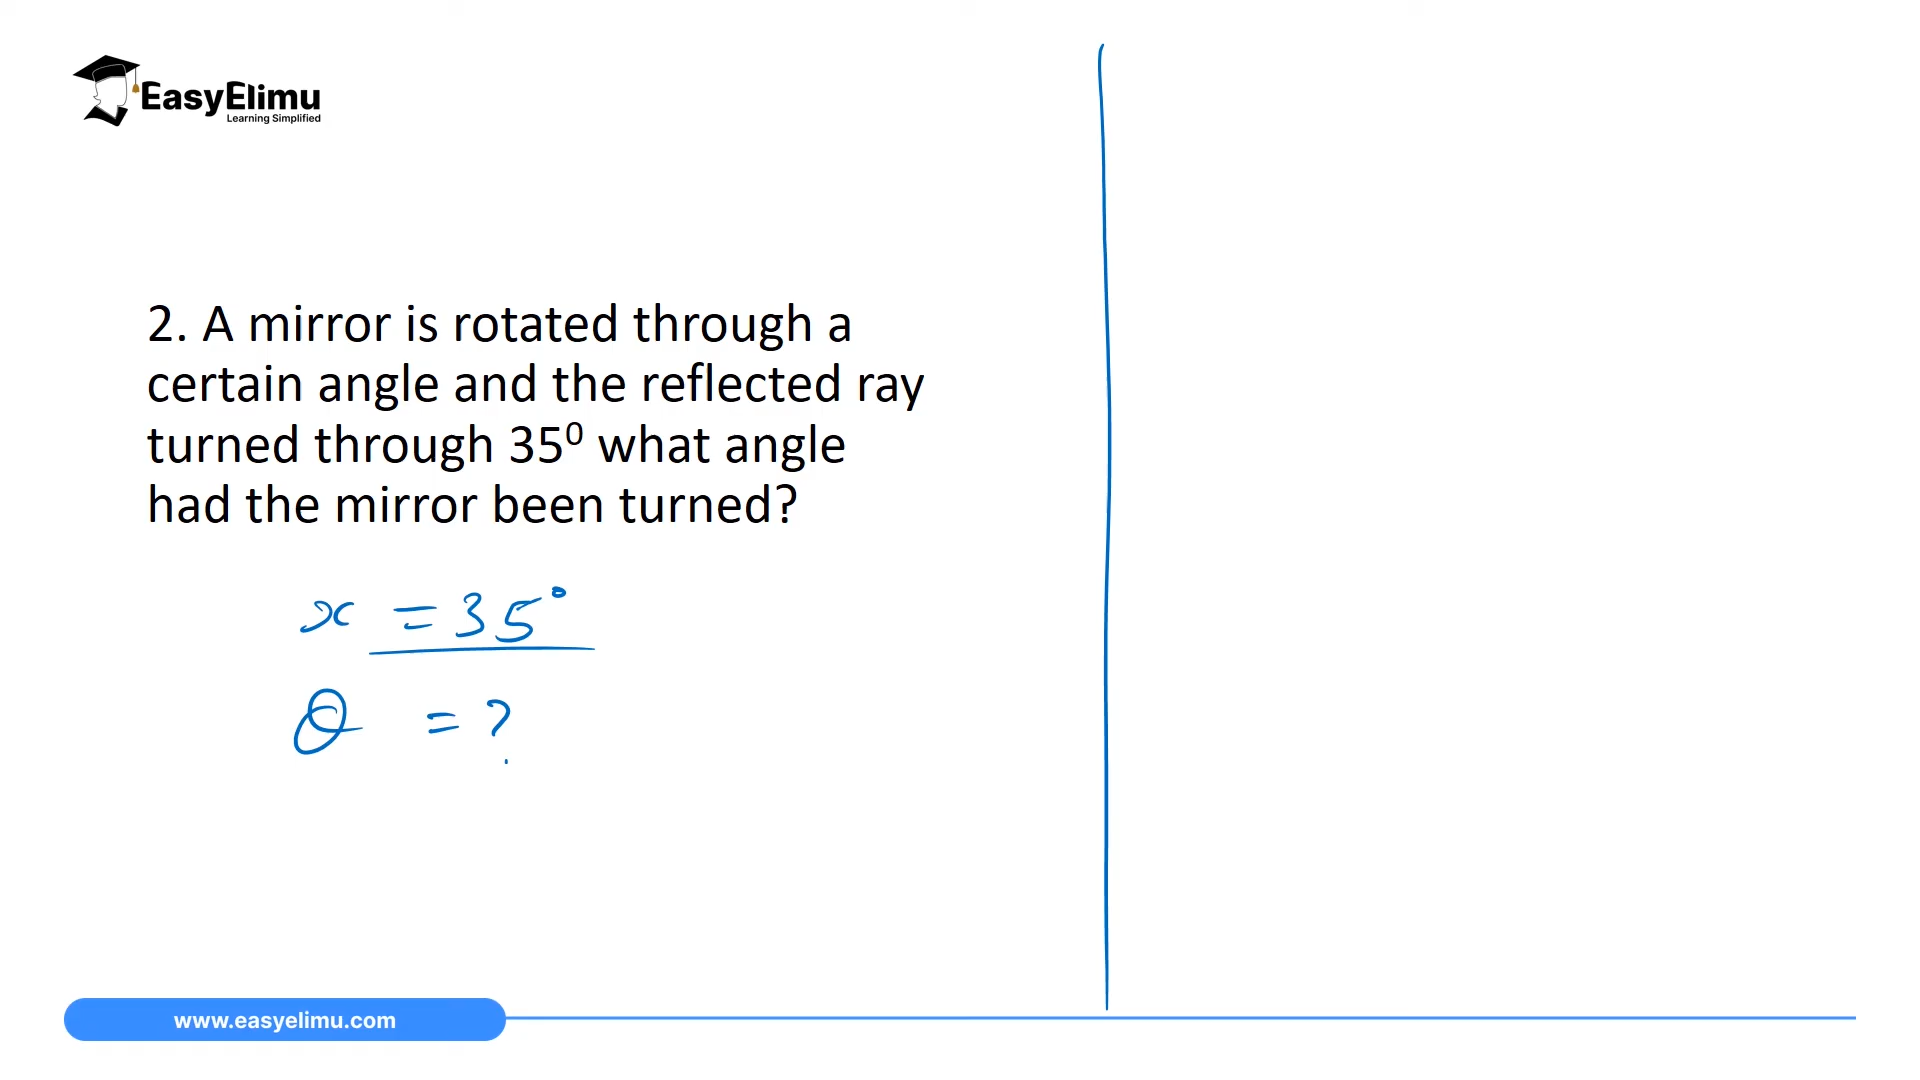 EasyElimu
Learning Simplified
2. A mirror is rotated through a
certain angle and the reflected ray
turned through 35⁰ what angle
had the mirror been turned?
x = 35°
θ = ?
www.easyelimu.com